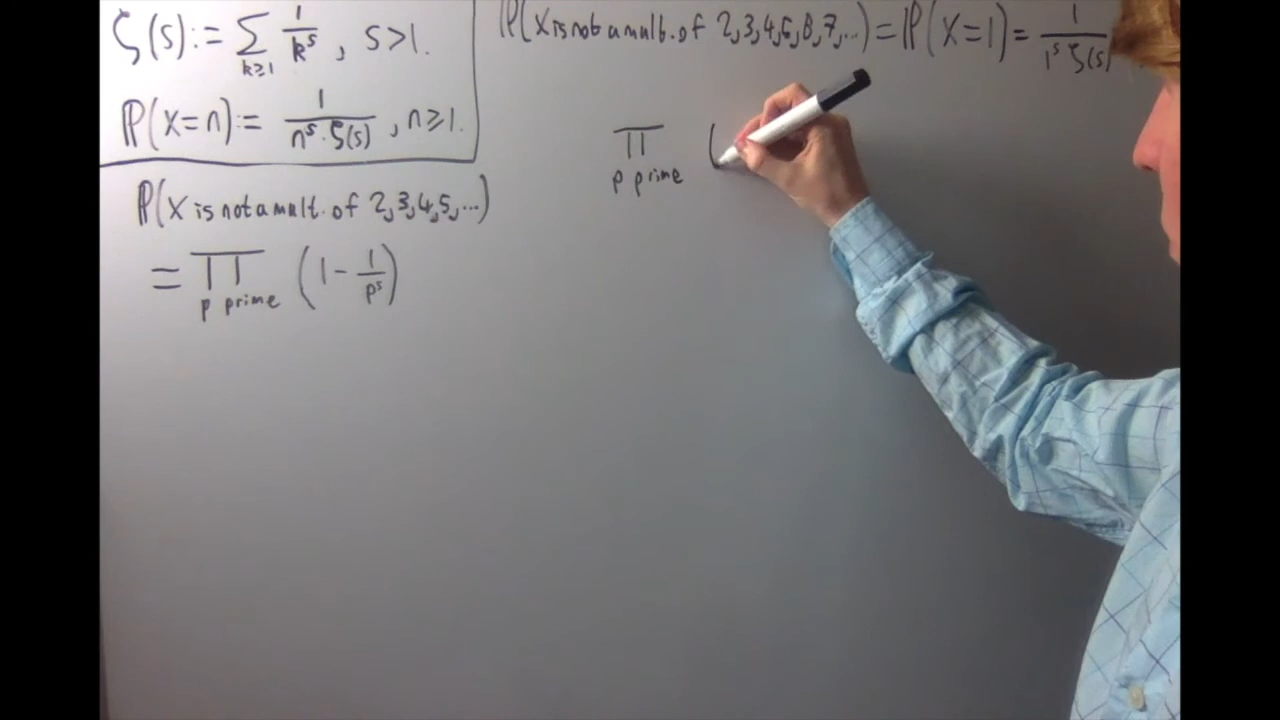 ζ(s) := ∑_{k≥1} 1/k^s , s>1.
ℙ(X=n) := 1/(n^s · ζ(s)) , n≥1.
ℙ(X is not a mult. of 2,3,4,5,...)
= ∏_{p prime} (1 - 1/p^s)
ℙ(X is not a mult. of 2,3,4,6,8,7,...) = ℙ(X=1) = 1/(1^s ζ(s)
∏_{p prime} (